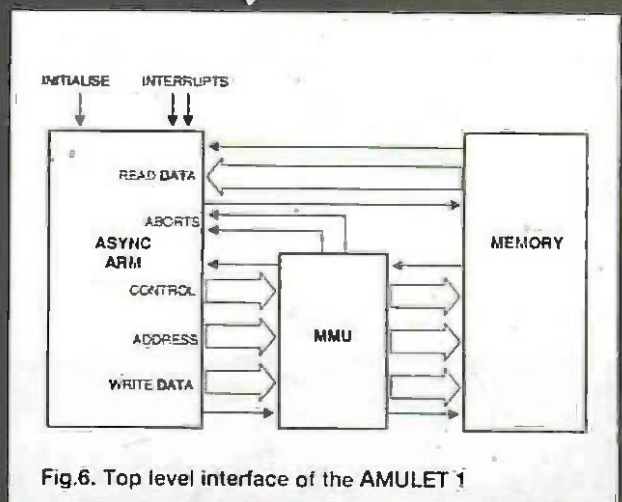 INITIALISE INTERRUPTS
READ DATA
ABORTS
ASYNC
ARM
MEMORY
CONTROL
ADDRESS
MMU
WRITE DATA
Fig.6. Top level interface of the AMULET 1